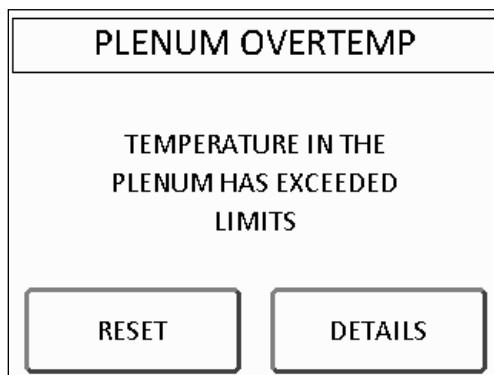 PLENUM OVERTEMP
TEMPERATURE IN THE
PLENUM HAS EXCEEDED
LIMITS
RESET
DETAILS